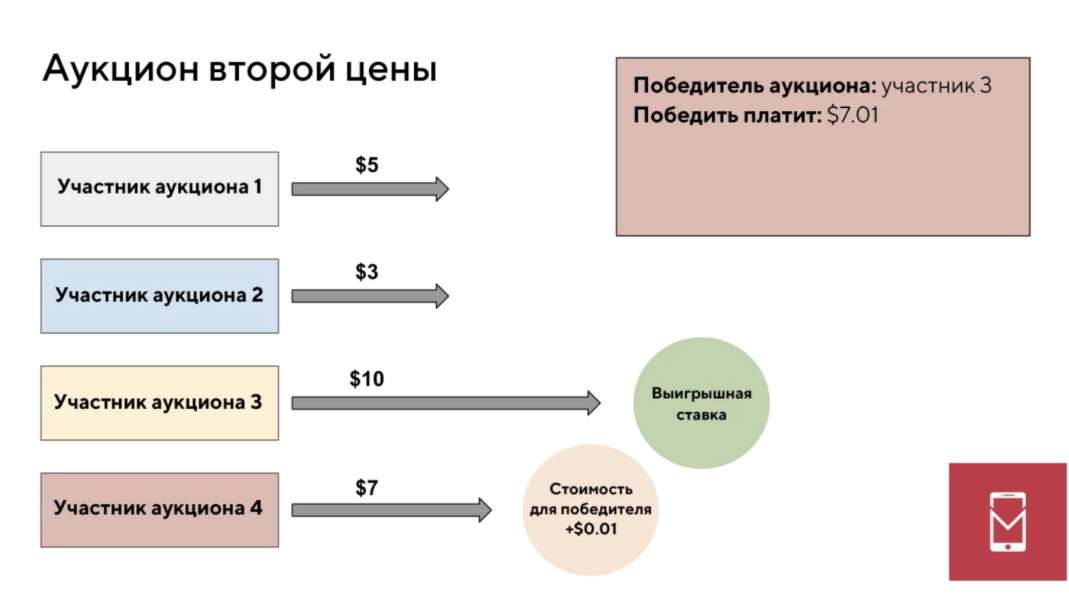 Аукцион второй цены
Победитель аукциона: участник 3
Победить платит: $7.01
Участник аукциона 1
$5
Участник аукциона 2
$3
Участник аукциона 3
$10
Выигрышная
ставка
Участник аукциона 4
$7
Стоимость
для победителя
+$0.01